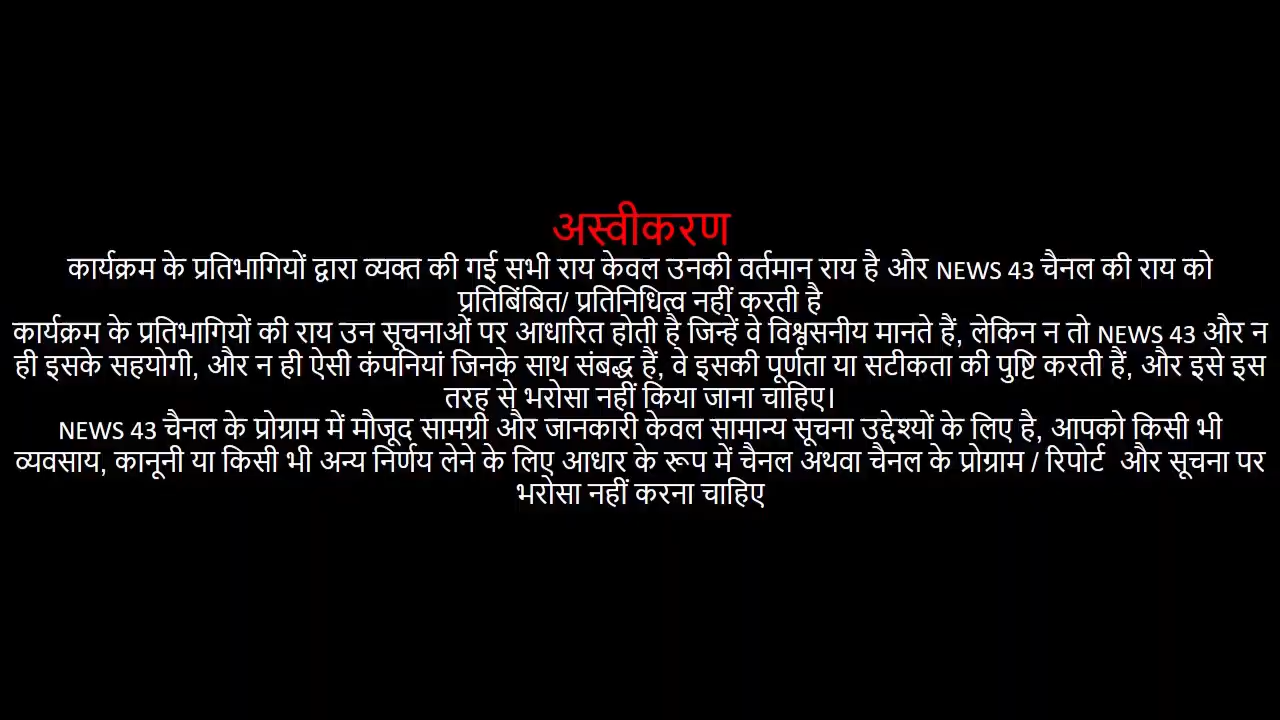 अस्वीकरण
कार्यक्रम के प्रतिभागियों द्वारा व्यक्त की गई सभी राय केवल उनकी वर्तमान राय है और NEWS 43 चैनल की राय को
प्रतिबिंबित/ प्रतिनिधित्व नहीं करती है
कार्यक्रम के प्रतिभागियों की राय उन सूचनाओं पर आधारित होती है जिन्हें वे विश्वसनीय मानते हैं, लेकिन न तो NEWS 43 और न
ही इसके सहयोगी, और न ही ऐसी कंपनियां जिनके साथ संबद्ध हैं, वे इसकी पूर्णता या सटीकता की पुष्टि करती हैं, और इसे इस
तरह से भरोसा नहीं किया जाना चाहिए।
NEWS 43 चैनल के प्रोग्राम में मौजूद सामग्री और जानकारी केवल सामान्य सूचना उद्देश्यों के लिए है, आपको किसी भी
व्यवसाय, कानूनी या किसी भी अन्य निर्णय लेने के लिए आधार के रूप में चैनल अथवा चैनल के प्रोग्राम / रिपोर्ट और सूचना पर
भरोसा नहीं करना चाहिए